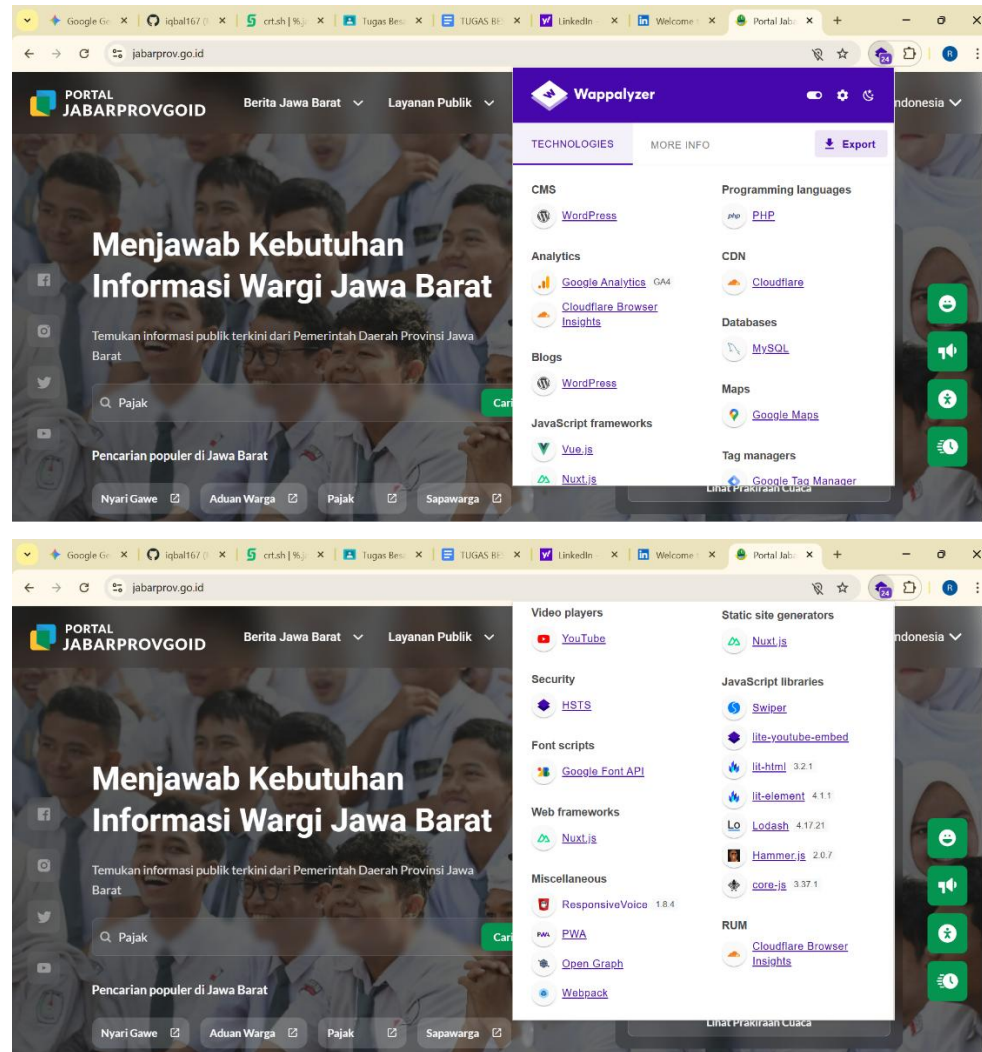 Google Ge
iqbal167 (
crt.sh | %.j
Tugas Bes
TUGAS BE
LinkedIn
Welcome
Portal Jaba
jabarprov.go.id
24
R
PORTAL
JABARPROVGOID
Berita Jawa Barat
Layanan Publik
ndonesia
Menjawab Kebutuhan
Informasi Wargi Jawa Barat
Temukan informasi publik terkini dari Pemerintah Daerah Provinsi Jawa
Barat
Pajak
Cari
Pencarian populer di Jawa Barat
Nyari Gawe
Aduan Warga
Pajak
Sapawarga
Wappalyzer
TECHNOLOGIES
MORE INFO
Export
CMS
WordPress
Analytics
Google Analytics GA4
Cloudflare Browser
Insights
Blogs
WordPress
JavaScript frameworks
Vue.js
Nuxt.js
Programming languages
php PHP
CDN
Cloudflare
Databases
MySQL
Maps
Google Maps
Tag managers
Google Tag Manager
Lihat Prakiraan Cuaca
Google Ge
iqbal167 (
crt.sh | %.j
Tugas Bes
TUGAS BE
LinkedIn
Welcome
Portal Jaba
jabarprov.go.id
24
R
PORTAL
JABARPROVGOID
Berita Jawa Barat
Layanan Publik
ndonesia
Menjawab Kebutuhan
Informasi Wargi Jawa Barat
Temukan informasi publik terkini dari Pemerintah Daerah Provinsi Jawa
Barat
Pajak
Cari
Pencarian populer di Jawa Barat
Nyari Gawe
Aduan Warga
Pajak
Sapawarga
Video players
YouTube
Security
HSTS
Font scripts
Google Font API
Web frameworks
Nuxt.js
Miscellaneous
ResponsiveVoice 1.8.4
PWA PWA
Open Graph
Webpack
Static site generators
Nuxt.js
JavaScript libraries
Swiper
lite-youtube-embed
lit-html 3.2.1
lit-element 4.1.1
Lo Lodash 4.17.21
Hammer.js 2.0.7
core-js 3.37.1
RUM
Cloudflare Browser
Insights
Lihat Prakiraan Cuaca